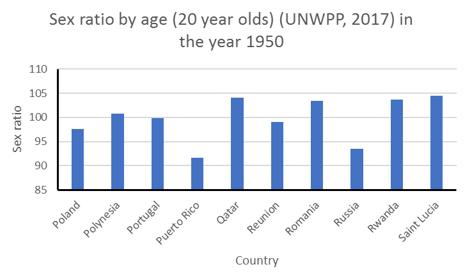 Sex ratio by age (20 year olds) (UNWPP, 2017) in
the year 1950
110
105
100
95
90
85
Sex ratio
Poland
Polynesia
Portugal
Puerto Rico
Qatar
Reunion
Romania
Russia
Rwanda
Saint Lucia
Country